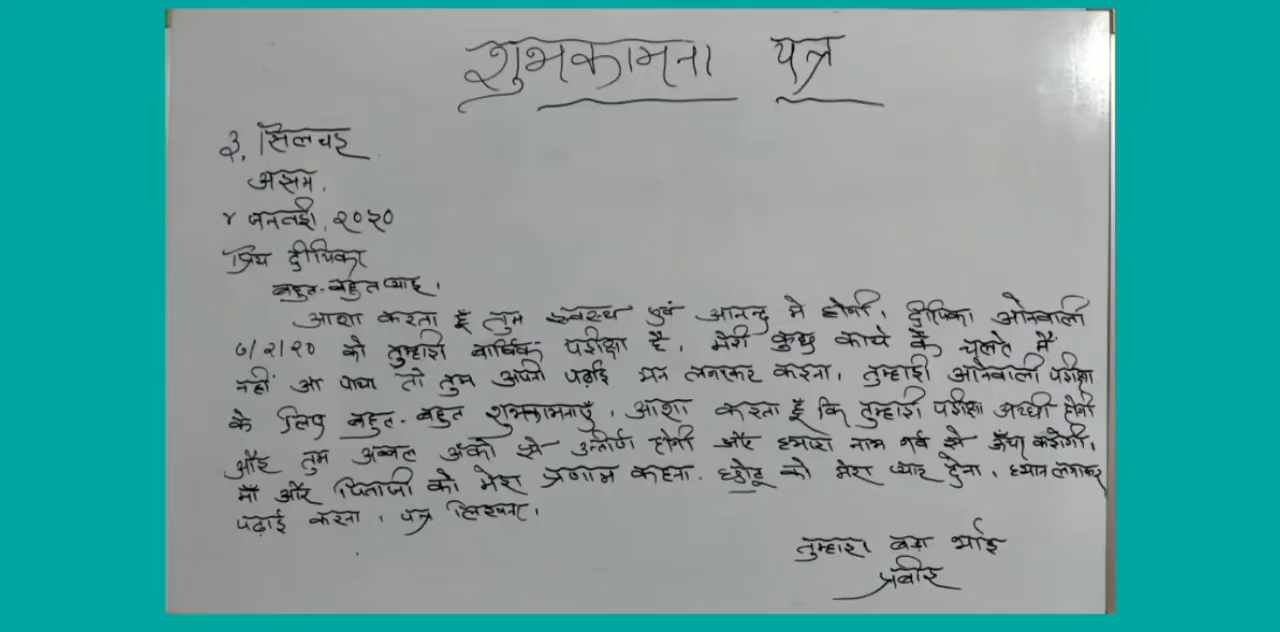 शुभकामना पत्र
३, सिलचर
असम,
४ जनवरी, २०२०
प्रिय दीपिका
बहुत-बहुत प्यार।
आशा करता हूँ तुम स्वस्थ एवं आनन्द मे होगी। दीपिका आनेवाली
७/२/२० को तुम्हारी वार्षिक परीक्षा है, मेरी कुछ कार्य के चलते मैं
नहीं आ पाया तो तुम अपनी पढ़ाई मन लगाकर करना। तुम्हारी आनेवाली परीक्षा
के लिए बहुत-बहुत शुभकामनाएँ, आशा करता हूँ कि तुम्हारी परीक्षा अच्छी होगी
और तुम अव्वल अंको से उत्तीर्ण होगी और हमारा नाम गर्व से ऊँचा करोगी।
माँ और पिताजी को मेरा प्रणाम कहना. छोटू को मेरा प्यार देना, ध्यान लगाकर
पढ़ाई करना। पत्र लिखना।
तुम्हारा बड़ा भाई
प्रबीर